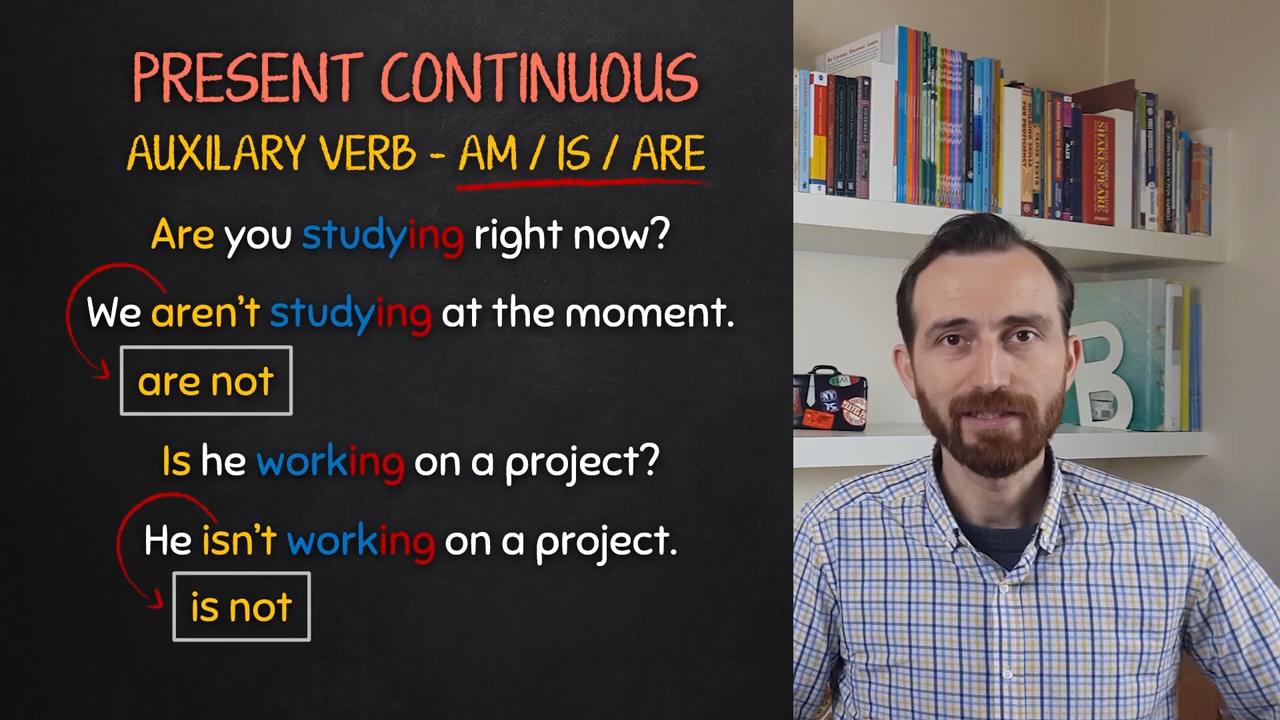 PRESENT CONTINUOUS
AUXILARY VERB - AM / IS / ARE
Are you studying right now?
We aren't studying at the moment.
are not
Is he working on a project?
He isn't working on a project.
is not
SHAKESPEARE
B